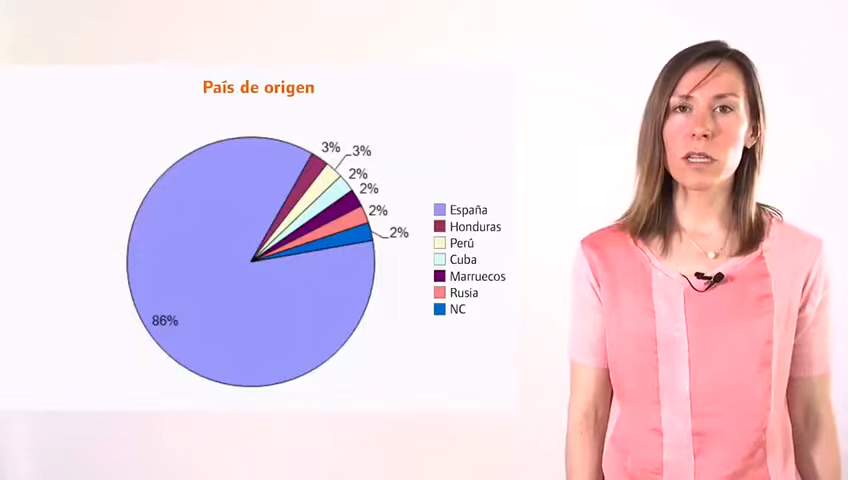 País de origen
3%
3%
2%
2%
2%
2%
86%
España
Honduras
Perú
Cuba
Marruecos
Rusia
NC